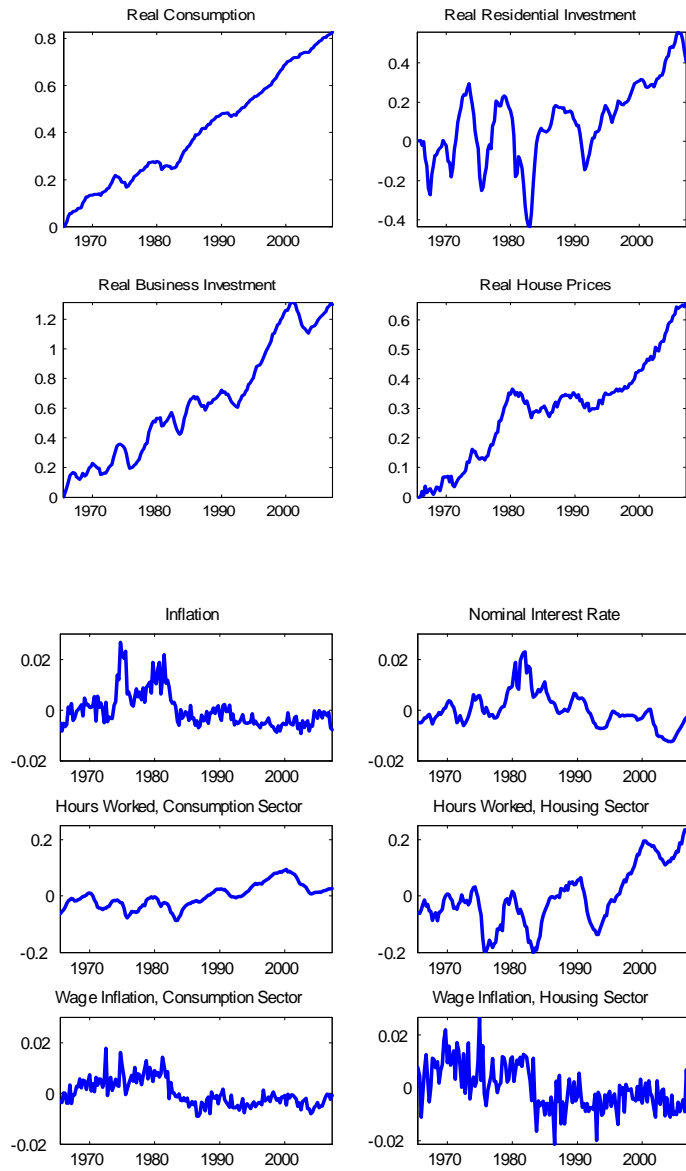 Real Consumption
0.8
0.6
0.4
0.2
0
1970 1980 1990 2000
Real Residential Investment
0.4
0.2
0
-0.2
-0.4
1970 1980 1990 2000
Real Business Investment
1.2
1
0.8
0.6
0.4
0.2
0
1970 1980 1990 2000
Real House Prices
0.6
0.5
0.4
0.3
0.2
0.1
0
1970 1980 1990 2000
Inflation
0.02
0
-0.02
1970 1980 1990 2000
Nominal Interest Rate
0.02
0
-0.02
1970 1980 1990 2000
Hours Worked, Consumption Sector
0.2
0
-0.2
1970 1980 1990 2000
Hours Worked, Housing Sector
0.2
0
-0.2
1970 1980 1990 2000
Wage Inflation, Consumption Sector
0.02
0
-0.02
1970 1980 1990 2000
Wage Inflation, Housing Sector
0.02
0
-0.02
1970 1980 1990 2000